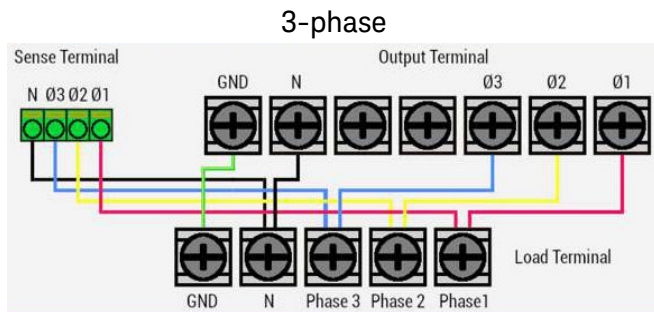 3-phase
Sense Terminal Output Terminal
GND N Ø3 Ø2 Ø1
N Ø3 Ø2 Ø1
Load Terminal
GND N Phase 3 Phase 2 Phase1